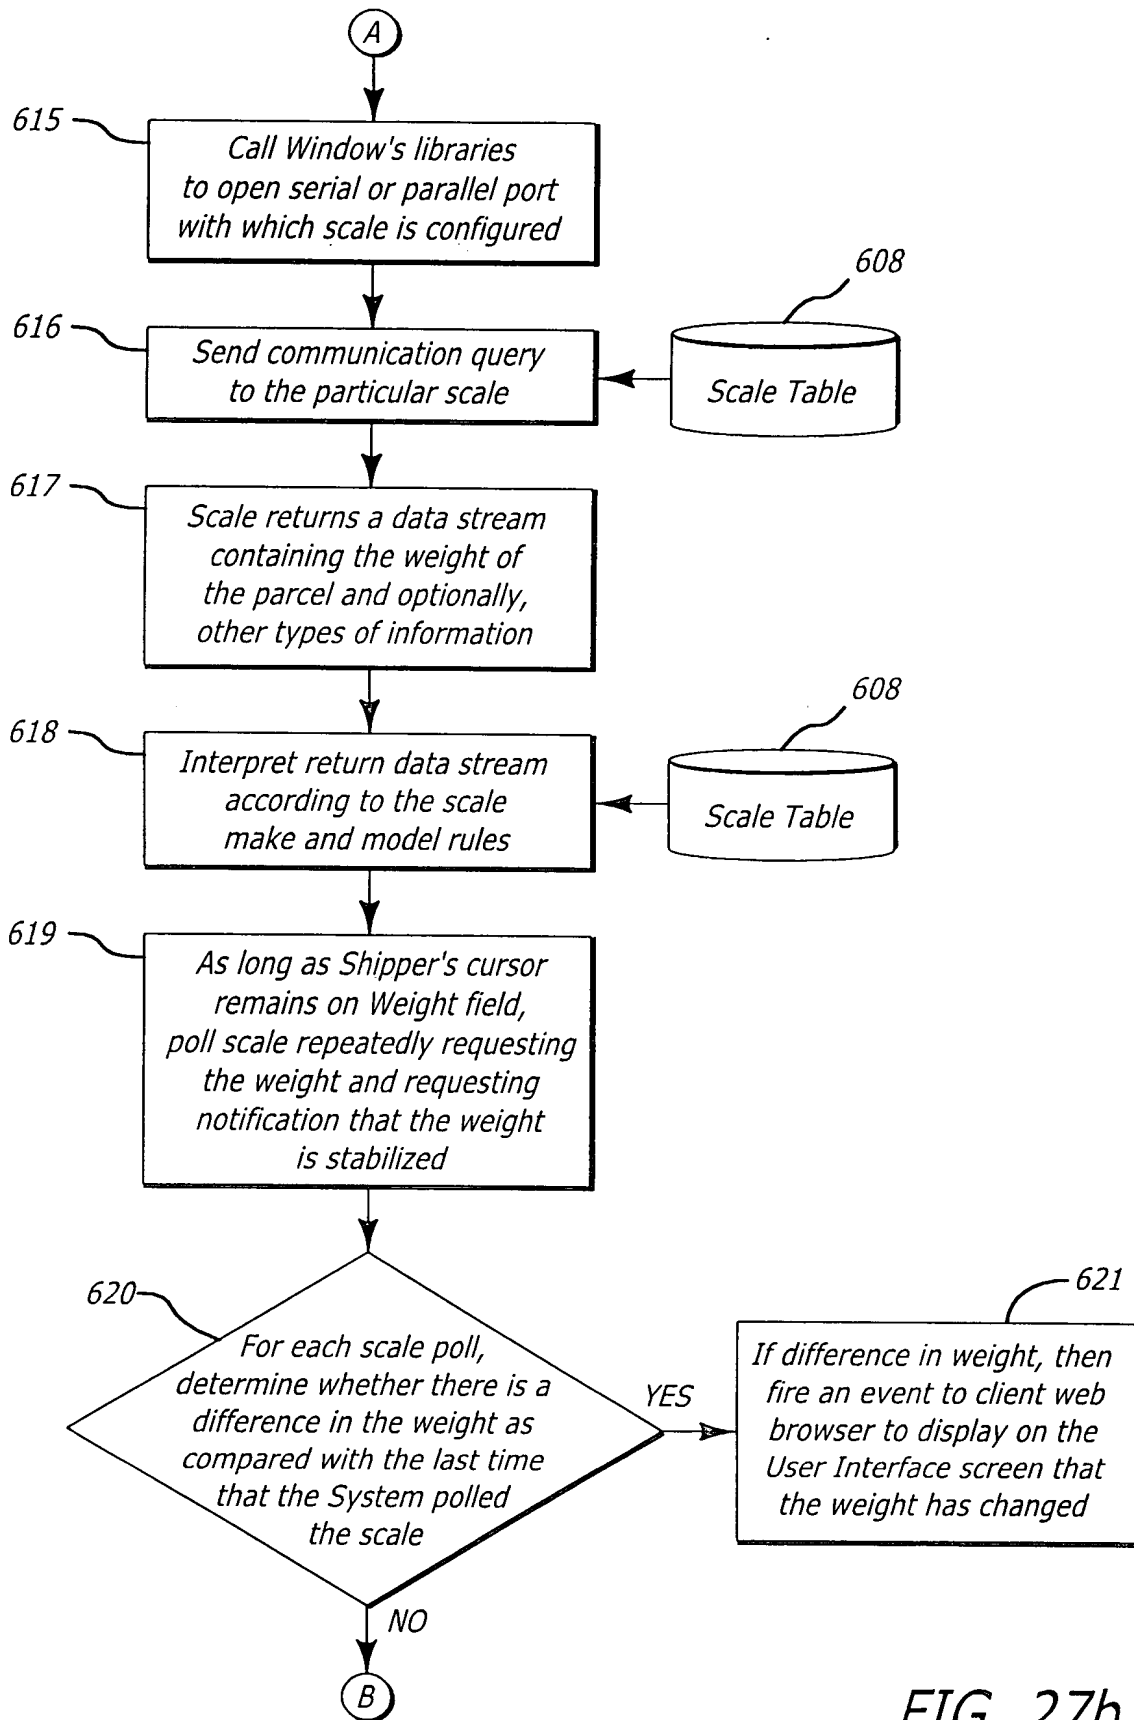 A
615
Call Window's libraries
to open serial or parallel port
with which scale is configured
608
616
Send communication query
to the particular scale
Scale Table
617
Scale returns a data stream
containing the weight of
the parcel and optionally,
other types of information
608
618
Interpret return data stream
according to the scale
make and model rules
Scale Table
619
As long as Shipper's cursor
remains on Weight field,
poll scale repeatedly requesting
the weight and requesting
notification that the weight
is stabilized
620
For each scale poll,
determine whether there is a
difference in the weight as
compared with the last time
that the System polled
the scale
YES
621
If difference in weight, then
fire an event to client web
browser to display on the
User Interface screen that
the weight has changed
NO
B
FIG. 27b